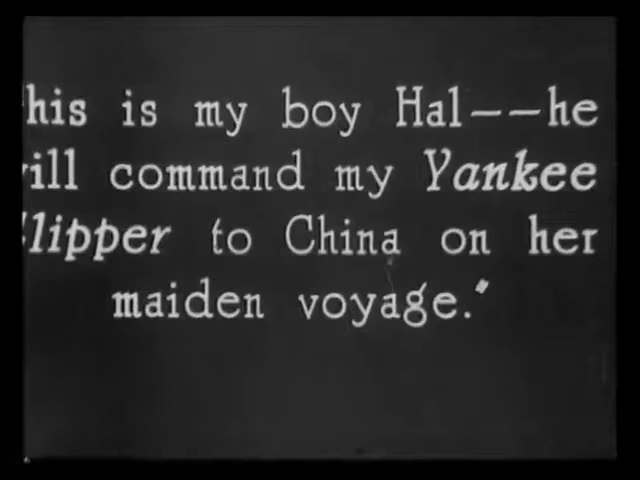 his is my boy Hal--he
ill command my Yankee
lipper to China on her
maiden voyage."